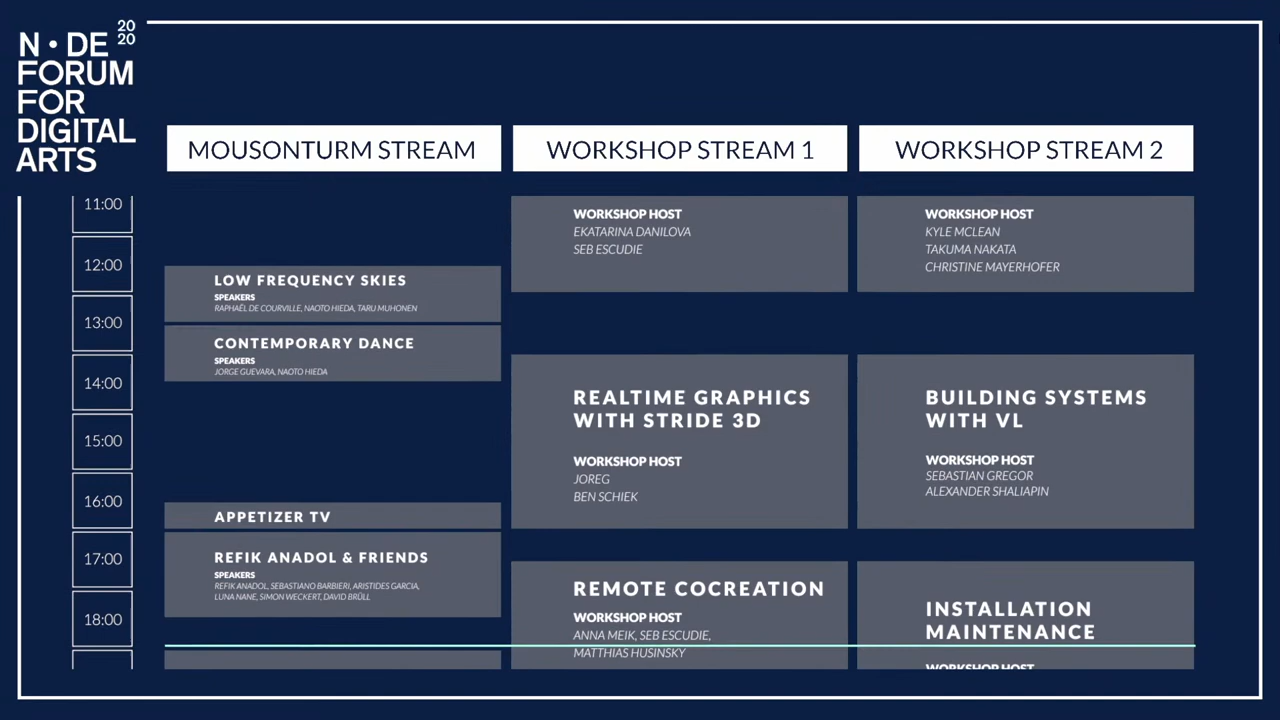 N•DE 20
20
FORUM
FOR
DIGITAL
ARTS
MOUSONTURM STREAM
WORKSHOP STREAM 1
WORKSHOP STREAM 2
11:00
12:00
13:00
14:00
15:00
16:00
17:00
18:00
LOW FREQUENCY SKIES
SPEAKERS
RAPHAËL DE COURVILLE, NAOTO HIEDA, TARU MUHONEN
CONTEMPORARY DANCE
SPEAKERS
JORGE GUEVARA, NAOTO HIEDA
APPETIZER TV
REFIK ANADOL & FRIENDS
SPEAKERS
REFIK ANADOL, SEBASTIANO BARBIERI, ARISTIDES GARCIA,
LUNA NANE, SIMON WECKERT, DAVID BRÜLL
WORKSHOP HOST
EKATARINA DANILOVA
SEB ESCUDIE
REALTIME GRAPHICS
WITH STRIDE 3D
WORKSHOP HOST
JOREG
BEN SCHIEK
REMOTE COCREATION
WORKSHOP HOST
ANNA MEIK, SEB ESCUDIE,
MATTHIAS HUSINSKY
WORKSHOP HOST
KYLE MCLEAN
TAKUMA NAKATA
CHRISTINE MAYERHOFER
BUILDING SYSTEMS
WITH VL
WORKSHOP HOST
SEBASTIAN GREGOR
ALEXANDER SHALIAPIN
INSTALLATION
MAINTENANCE
WORKSHOP HOST